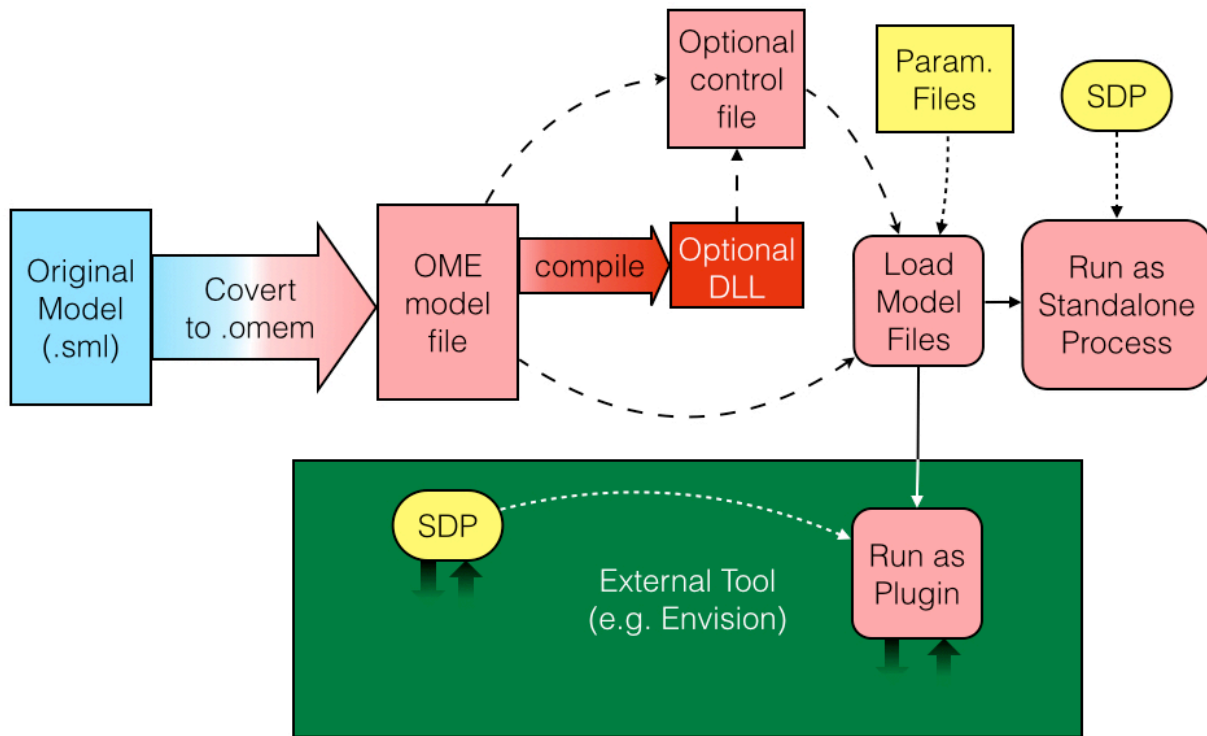 Optional
control
file
Param.
Files
SDP
Original
Model
(.sml)
Covert
to .omem
OME
model
file
compile
Optional
DLL
Load
Model
Files
Run as
Standalone
Process
SDP
External Tool
(e.g. Envision)
Run as
Plugin